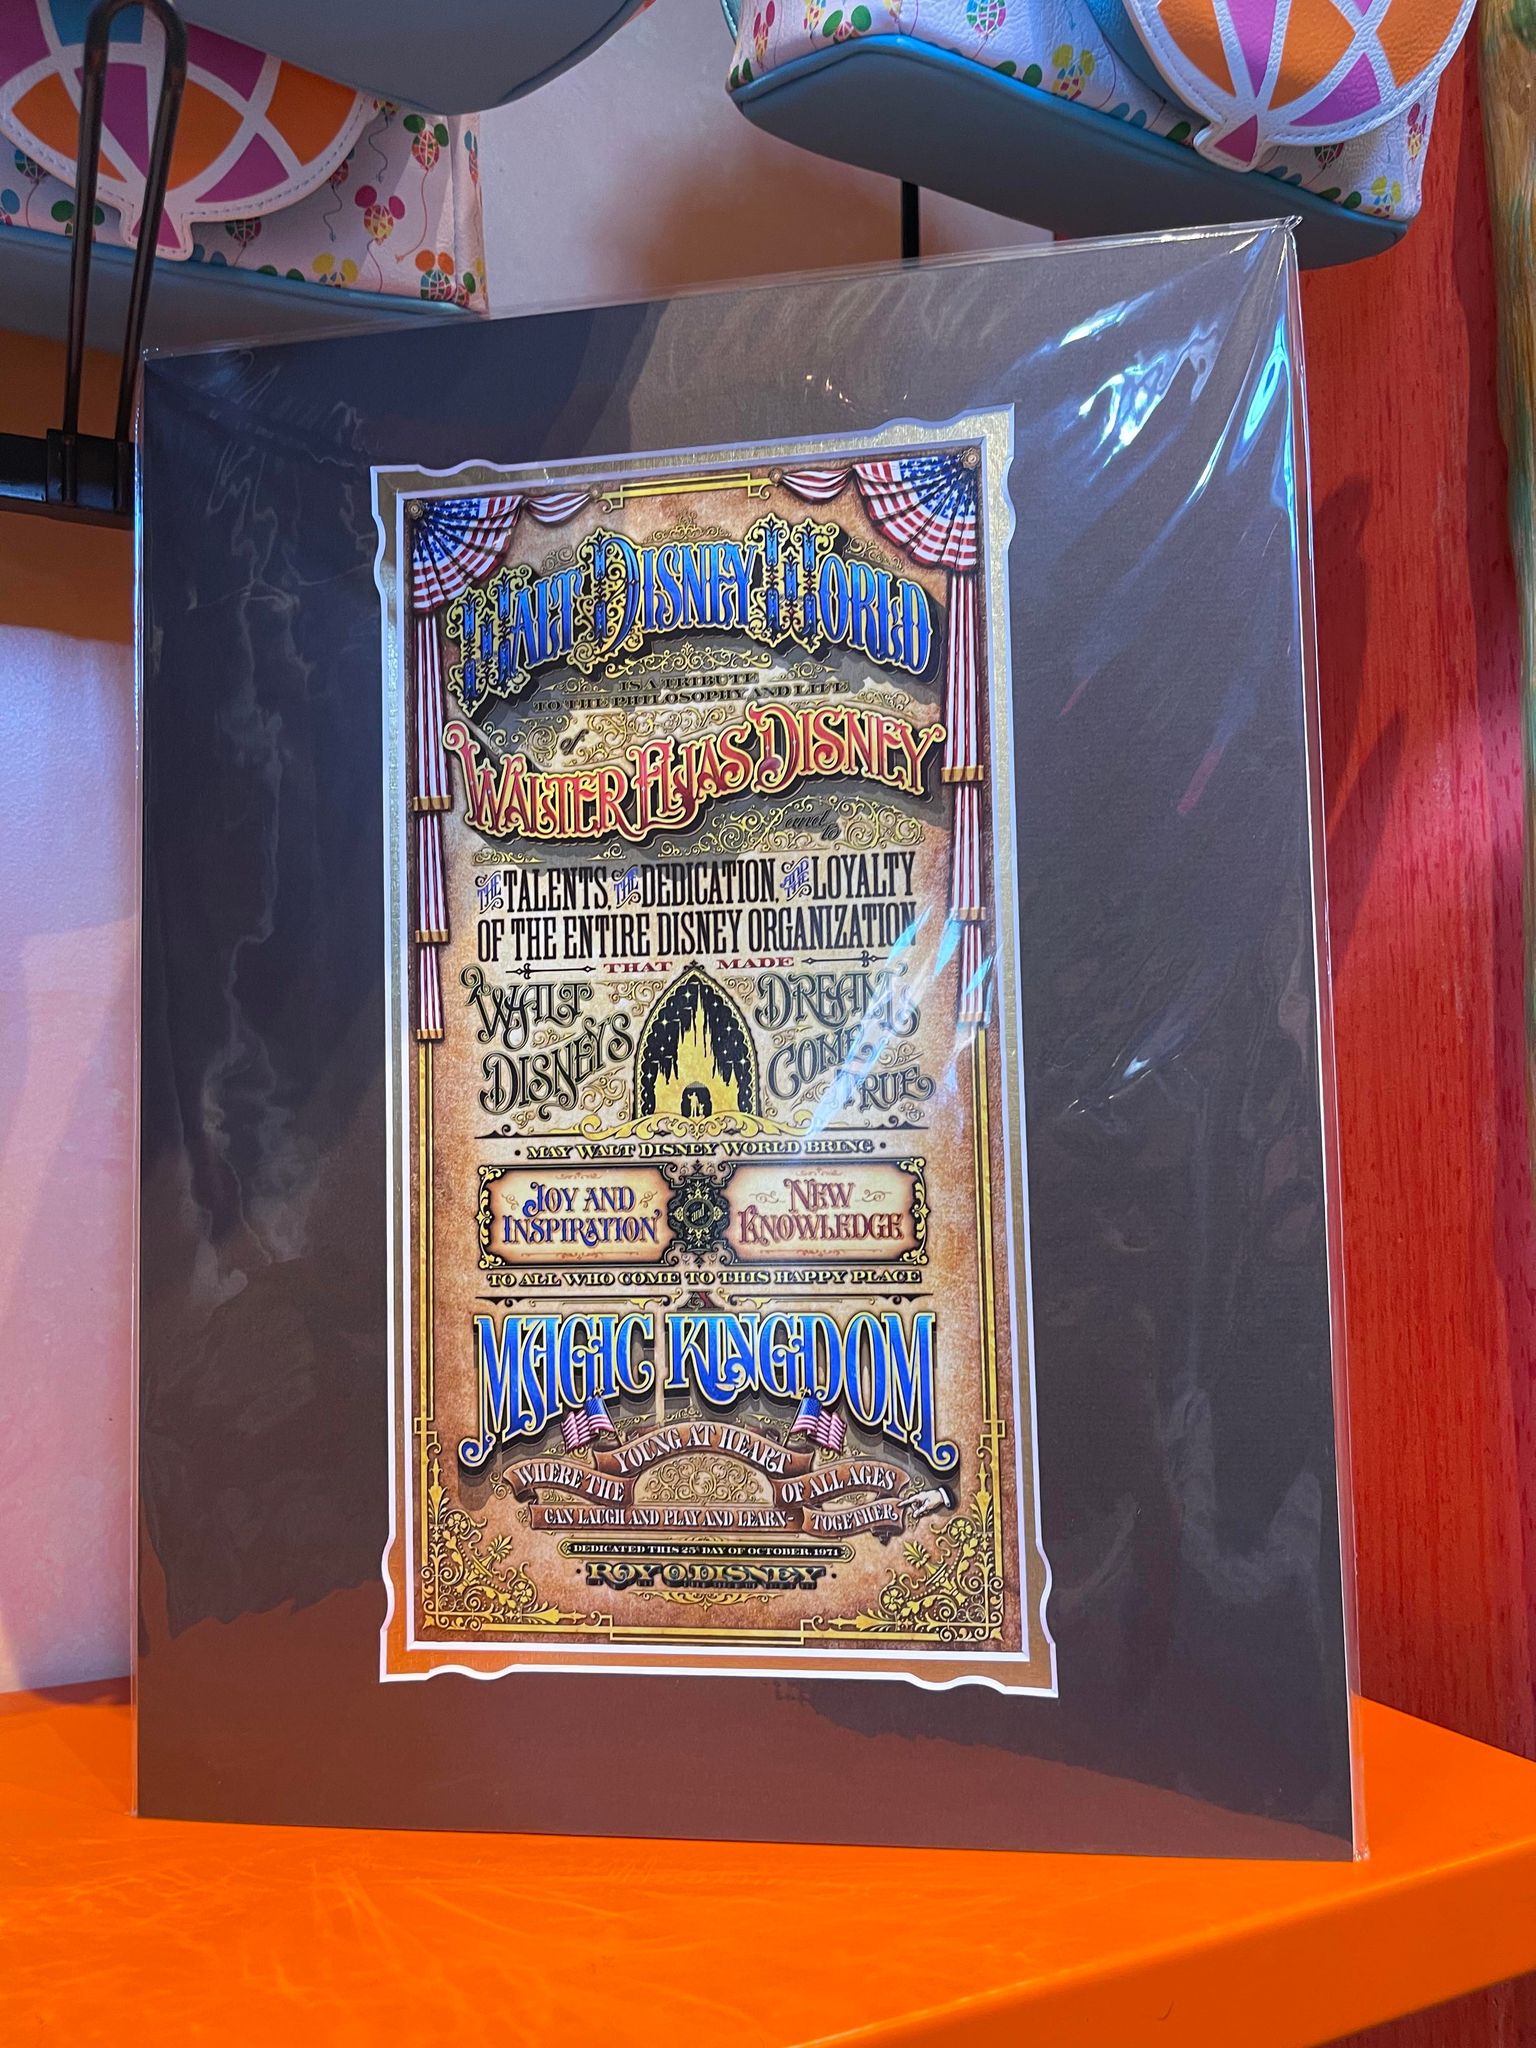 WALT DISNEY WORLD
IS A TRIBUTE
TO THE PHILOSOPHY AND LIFE
of
WALTER ELIAS DISNEY
and to
THE TALENTS, THE DEDICATION, AND THE LOYALTY
OF THE ENTIRE DISNEY ORGANIZATION
THAT MADE
WALT DISNEY'S
DREAM COME TRUE
• MAY WALT DISNEY WORLD BRING •
JOY AND INSPIRATION
and
NEW KNOWLEDGE
TO ALL WHO COME TO THIS HAPPY PLACE
A
MAGIC KINGDOM
WHERE THE YOUNG AT HEART OF ALL AGES
CAN LAUGH AND PLAY AND LEARN- TOGETHER
DEDICATED THIS 25th DAY OF OCTOBER, 1971
• ROY O DISNEY •